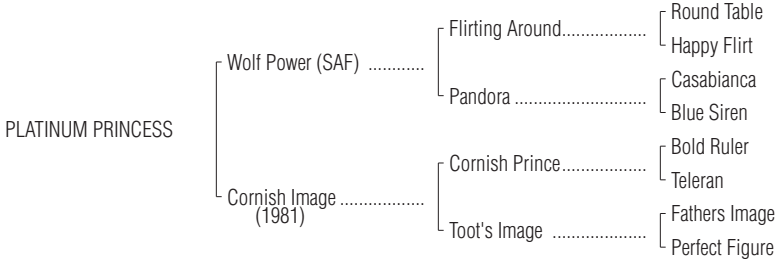 Round Table
Flirting Around...................
Happy Flirt
Wolf Power (SAF) ............
Casabianca
Pandora .............................
Blue Siren
PLATINUM PRINCESS
Bold Ruler
Cornish Prince...................
Teleran
Cornish Image ..................
(1981)
Fathers Image
Toot's Image ....................
Perfect Figure